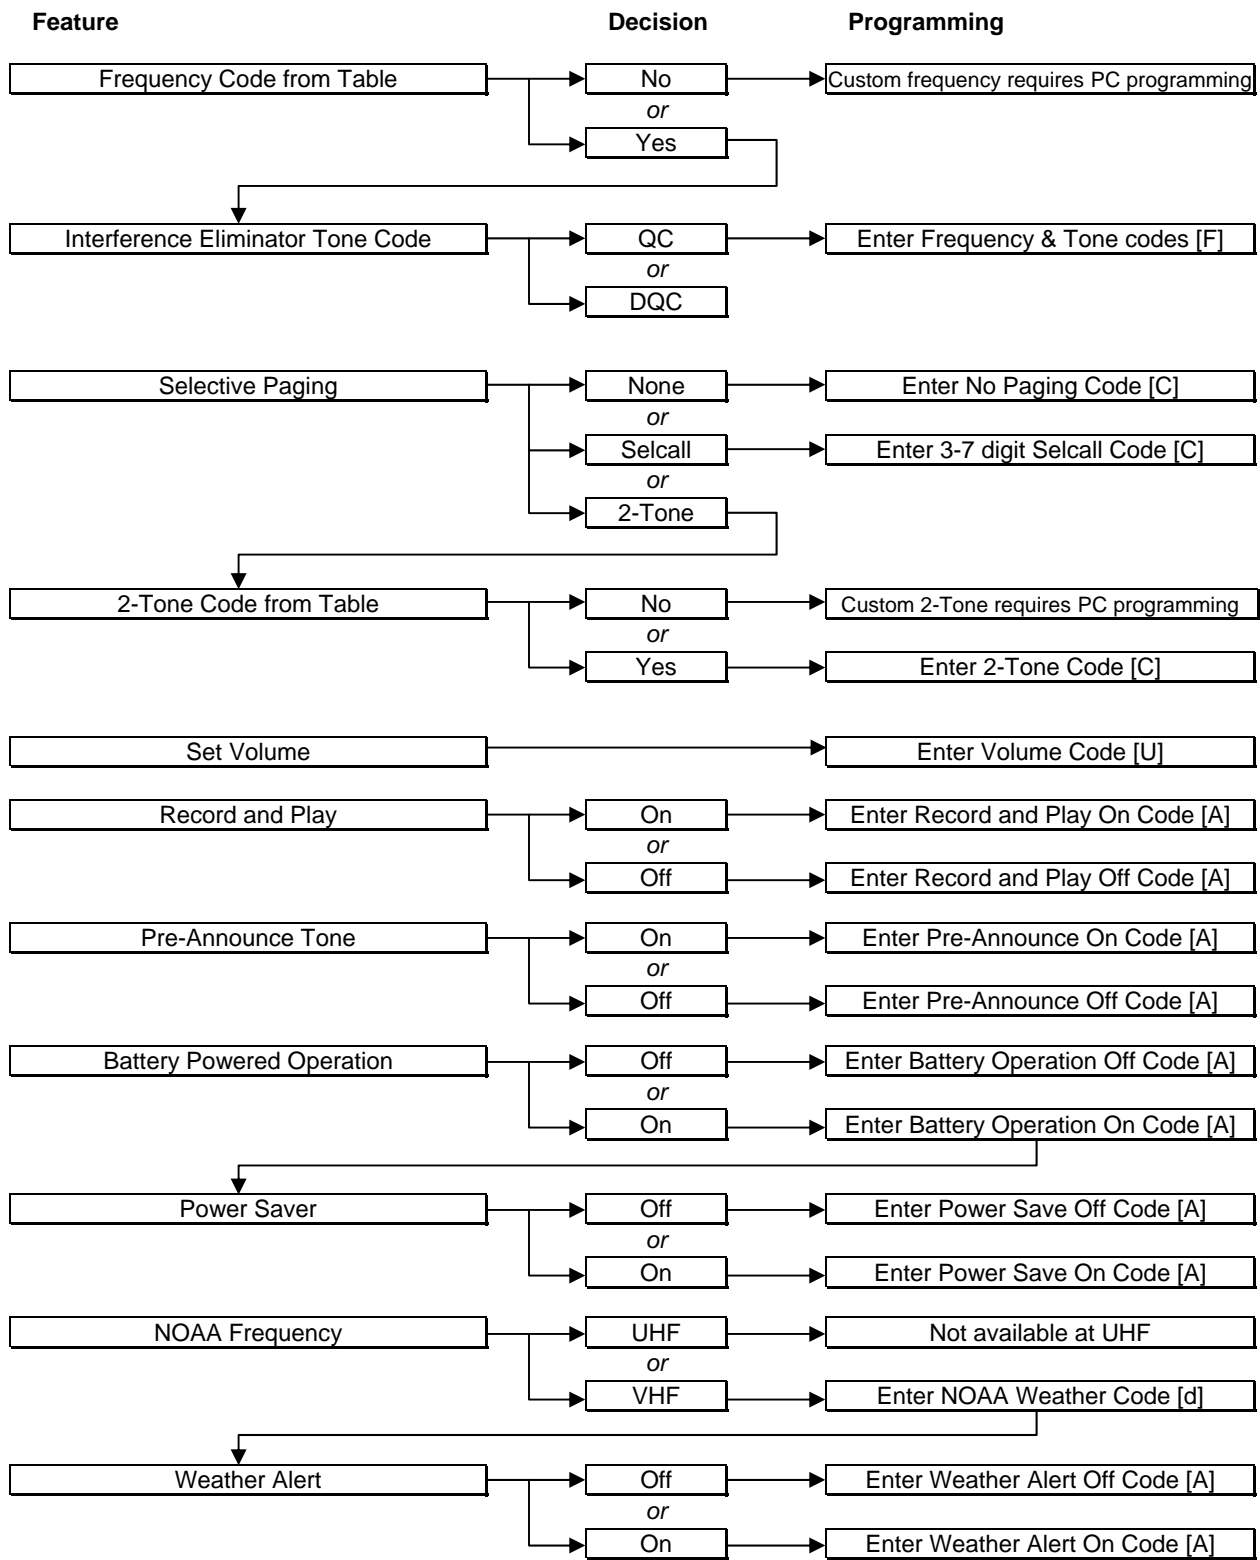 Feature Decision Programming
Frequency Code from Table No Custom frequency requires PC programming
or
Yes
Interference Eliminator Tone Code QC Enter Frequency & Tone codes [F]
or
DQC
Selective Paging None Enter No Paging Code [C]
or
Selcall Enter 3-7 digit Selcall Code [C]
or
2-Tone
2-Tone Code from Table No Custom 2-Tone requires PC programming
or
Yes Enter 2-Tone Code [C]
Set Volume Enter Volume Code [U]
Record and Play On Enter Record and Play On Code [A]
or
Off Enter Record and Play Off Code [A]
Pre-Announce Tone On Enter Pre-Announce On Code [A]
or
Off Enter Pre-Announce Off Code [A]
Battery Powered Operation Off Enter Battery Operation Off Code [A]
or
On Enter Battery Operation On Code [A]
Power Saver Off Enter Power Save Off Code [A]
or
On Enter Power Save On Code [A]
NOAA Frequency UHF Not available at UHF
or
VHF Enter NOAA Weather Code [d]
Weather Alert Off Enter Weather Alert Off Code [A]
or
On Enter Weather Alert On Code [A]